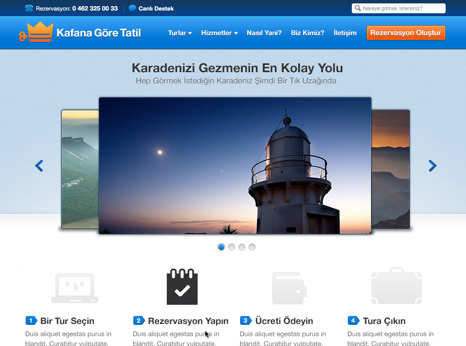 Rezervasyon: 0 462 325 00 33
Canlı Destek
Nereye gitmek istersiniz?
Kafana Göre Tatil
Turlar
Hizmetler
Nasıl Yani?
Biz Kimiz?
İletişim
Rezervasyon Oluştur
Karadenizi Gezmenin En Kolay Yolu
Hep Görmek İstediğin Karadeniz Şimdi Bir Tık Uzağında
1 Bir Tur Seçin
Duis aliquet egestas purus in
blandit. Curabitur vulputate,
2 Rezervasyon Yapın
Duis aliquet egestas purus in
blandit. Curabitur vulputate,
3 Ücreti Ödeyin
Duis aliquet egestas purus in
blandit. Curabitur vulputate,
4 Tura Çıkın
Duis aliquet egestas purus in
blandit. Curabitur vulputate,